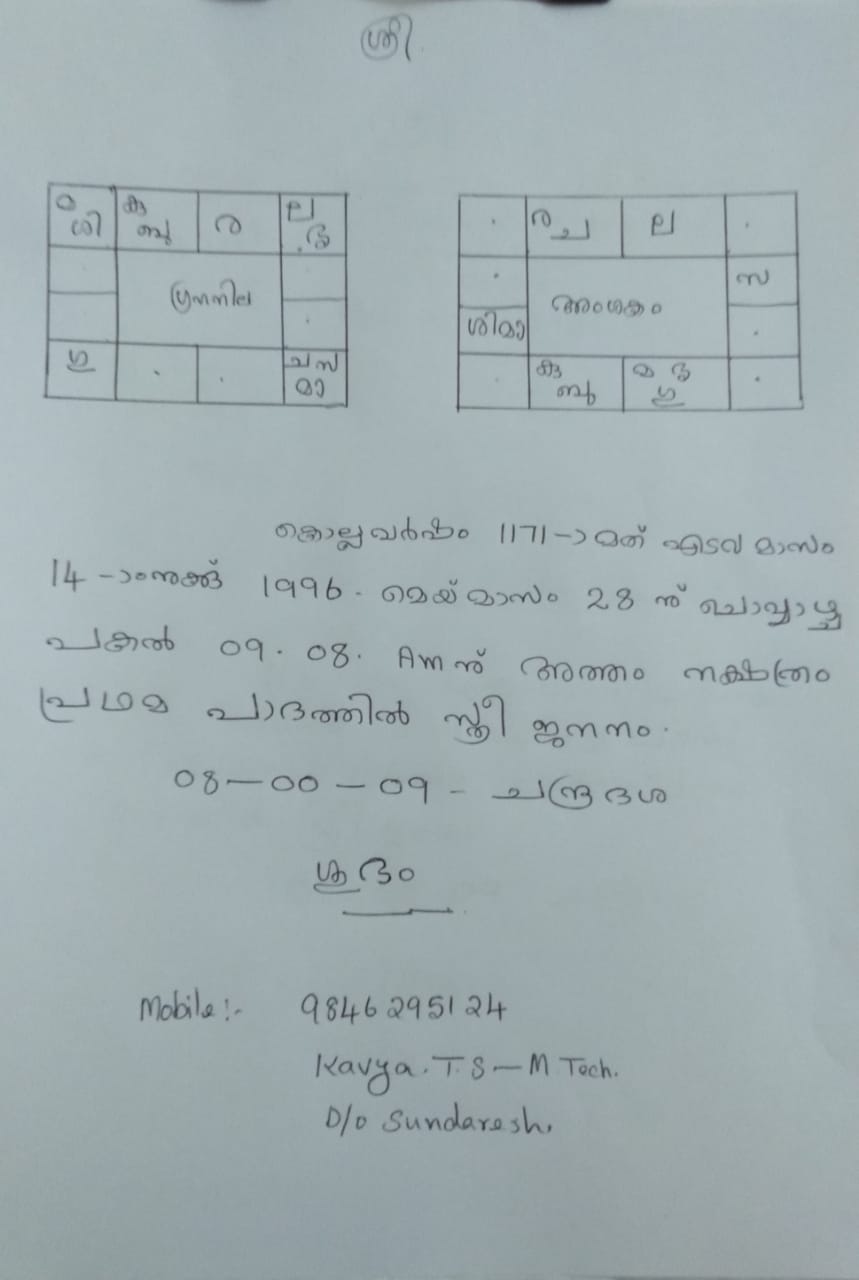 ശ്രീ
മ കു ര ല
ശി ബു ശു
ഗ്രഹനില
ഗു ച സ
മാ
ര ച ല
സ
അംശകം
ശി മാ
കു മ ശു
ബു ഗു
കൊല്ലവർഷം 1171-ാമത് എടവ മാസം
14-ാംനുക്ക് 1996. മെയ് മാസം 28 ന് ചൊവ്വാഴ്ച
പകൽ 09.08. Am ന് അത്തം നക്ഷത്രം
പ്രഥമ പാദത്തിൽ സ്ത്രീ ജനനം.
08-00-09 - ചന്ദ്രദശ
ശുഭം
Mobile:- 9846295124
Kavya.T.S-M Tech.
D/o Sundaresh.